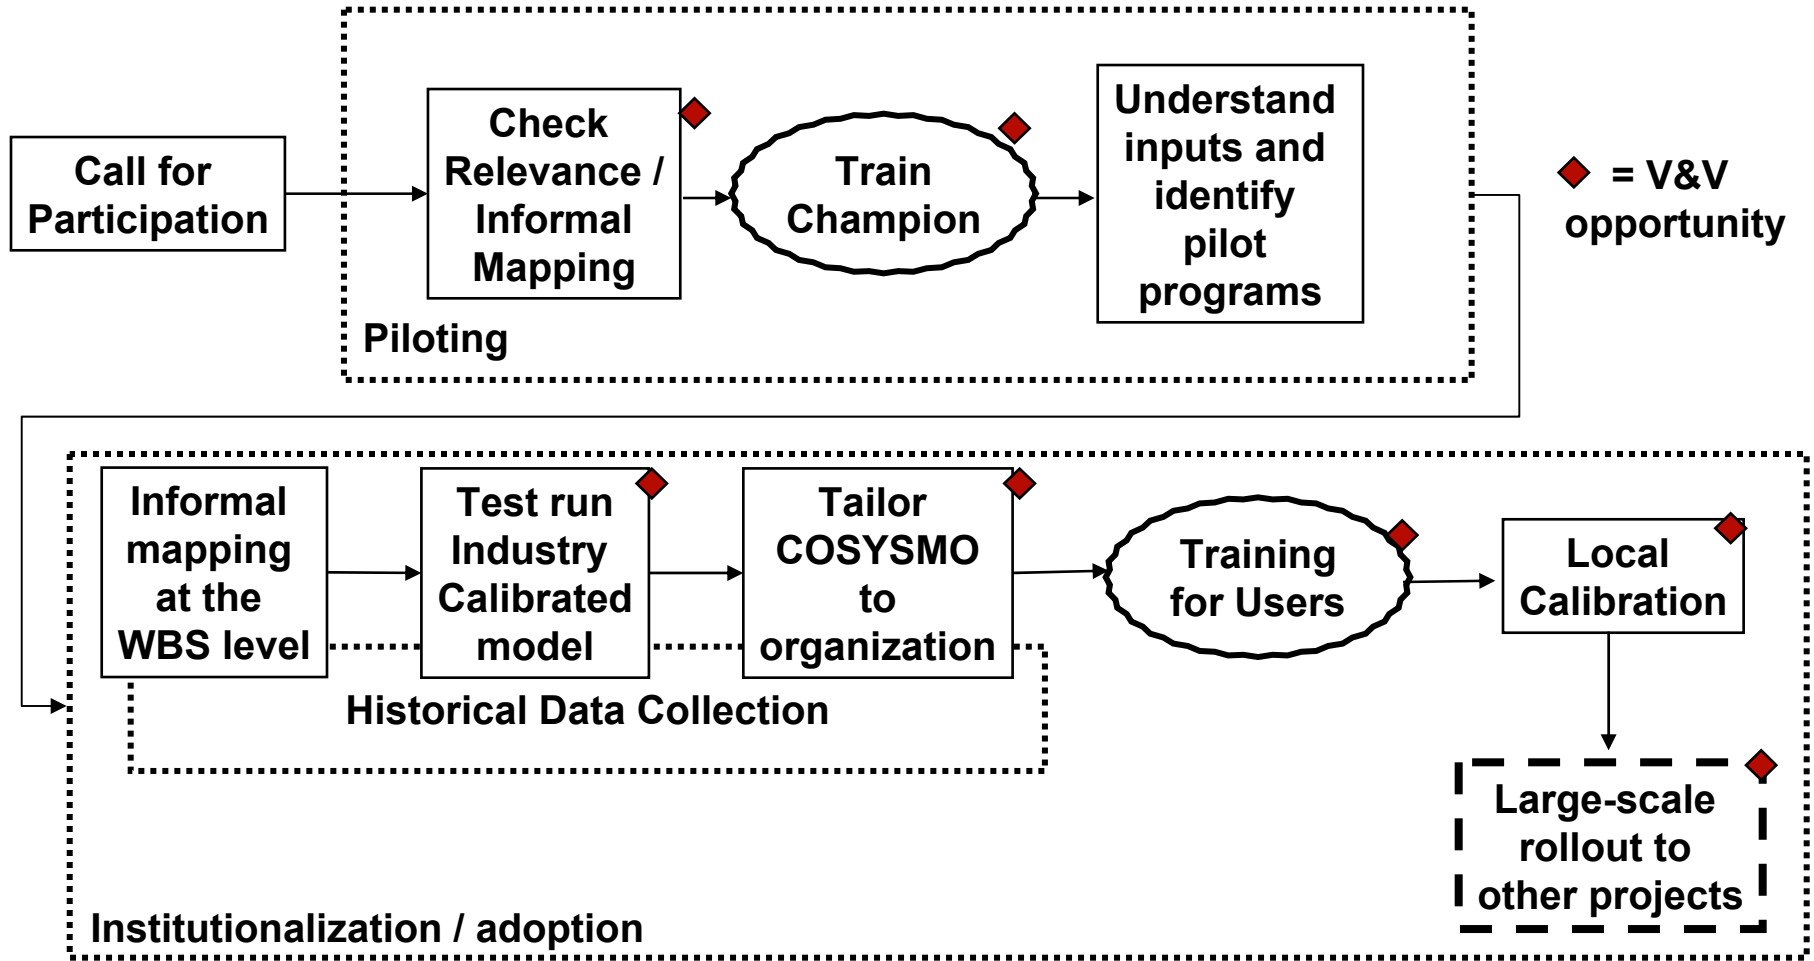 Call for
Participation
Check
Relevance /
Informal
Mapping
Train
Champion
Understand
inputs and
identify
pilot
programs
Piloting
= V&V
opportunity
Informal
mapping
at the
WBS level
Test run
Industry
Calibrated
model
Tailor
COSYSMO
to
organization
Training
for Users
Local
Calibration
Historical Data Collection
Large-scale
rollout to
other projects
Institutionalization / adoption